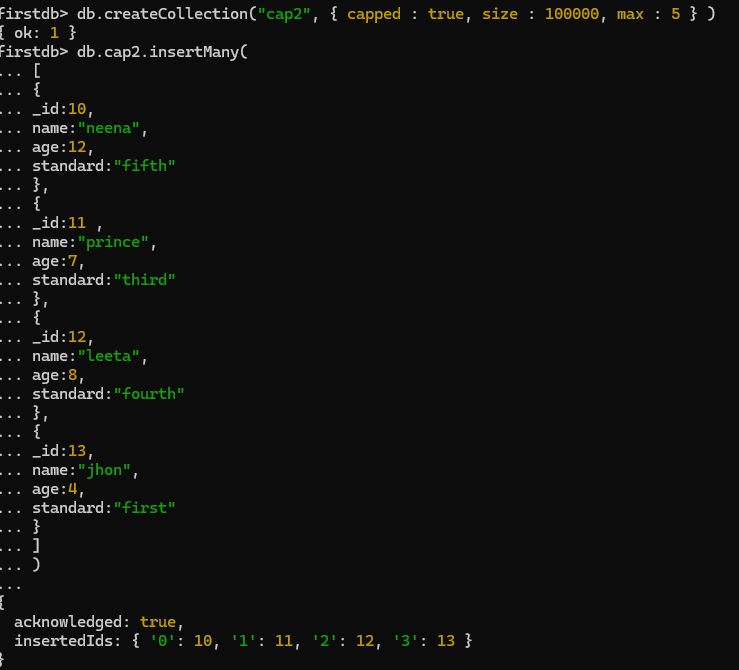 firstdb> db.createCollection("cap2", { capped : true, size : 100000, max : 5 } )
{ ok: 1 }
firstdb> db.cap2.insertMany(
... [
... {
... _id:10,
... name:"neena",
... age:12,
... standard:"fifth"
... },
... {
... _id:11 ,
... name:"prince",
... age:7,
... standard:"third"
... },
... {
... _id:12,
... name:"leeta",
... age:8,
... standard:"fourth"
... },
... {
... _id:13,
... name:"jhon",
... age:4,
... standard:"first"
... }
... ]
... )
...
{
  acknowledged: true,
  insertedIds: { '0': 10, '1': 11, '2': 12, '3': 13 }
}